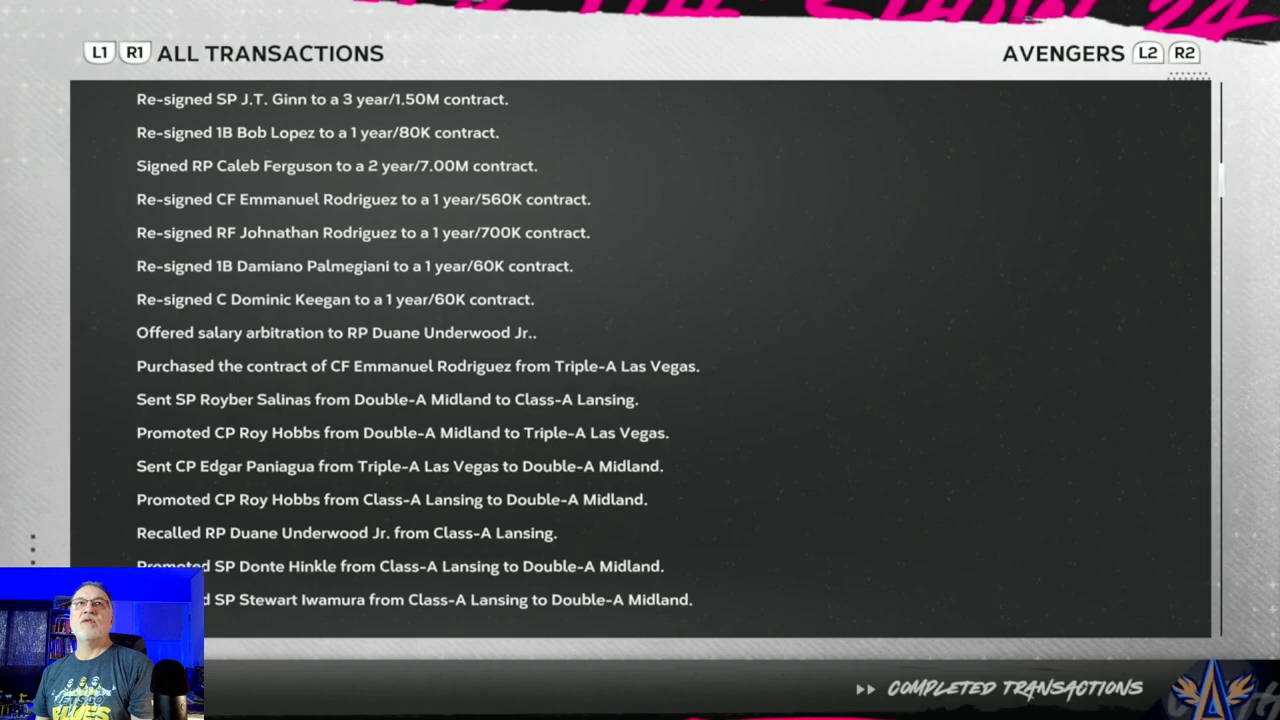 THE SHOW 24
L1 R1 ALL TRANSACTIONS
AVENGERS L2 R2
Re-signed SP J.T. Ginn to a 3 year/1.50M contract.
Re-signed 1B Bob Lopez to a 1 year/80K contract.
Signed RP Caleb Ferguson to a 2 year/7.00M contract.
Re-signed CF Emmanuel Rodriguez to a 1 year/560K contract.
Re-signed RF Johnathan Rodriguez to a 1 year/700K contract.
Re-signed 1B Damiano Palmegiani to a 1 year/60K contract.
Re-signed C Dominic Keegan to a 1 year/60K contract.
Offered salary arbitration to RP Duane Underwood Jr..
Purchased the contract of CF Emmanuel Rodriguez from Triple-A Las Vegas.
Sent SP Royber Salinas from Double-A Midland to Class-A Lansing.
Promoted CP Roy Hobbs from Double-A Midland to Triple-A Las Vegas.
Sent CP Edgar Paniagua from Triple-A Las Vegas to Double-A Midland.
Promoted CP Roy Hobbs from Class-A Lansing to Double-A Midland.
Recalled RP Duane Underwood Jr. from Class-A Lansing.
Promoted SP Donte Hinkle from Class-A Lansing to Double-A Midland.
d SP Stewart Iwamura from Class-A Lansing to Double-A Midland.
LET'S GO
COMPLETED TRANSACTIONS